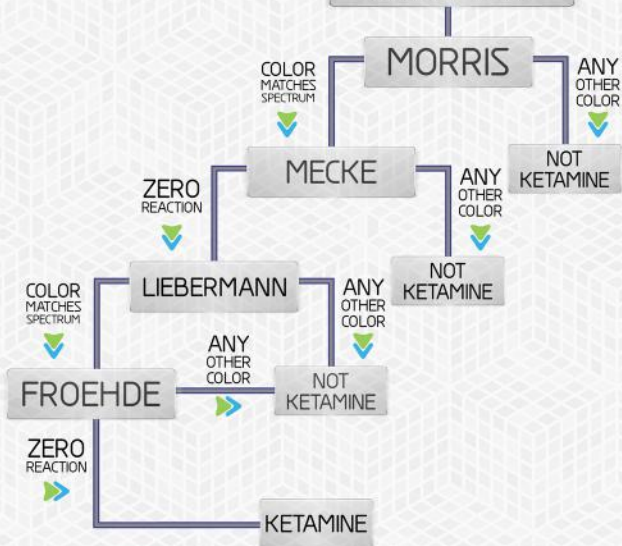 MORRIS
COLOR
MATCHES
SPECTRUM
ANY
OTHER
COLOR
MECKE
NOT
KETAMINE
ZERO
REACTION
ANY
OTHER
COLOR
LIEBERMANN
NOT
KETAMINE
COLOR
MATCHES
SPECTRUM
ANY
OTHER
COLOR
FROEHDE
ANY
OTHER
COLOR
NOT
KETAMINE
ZERO
REACTION
KETAMINE